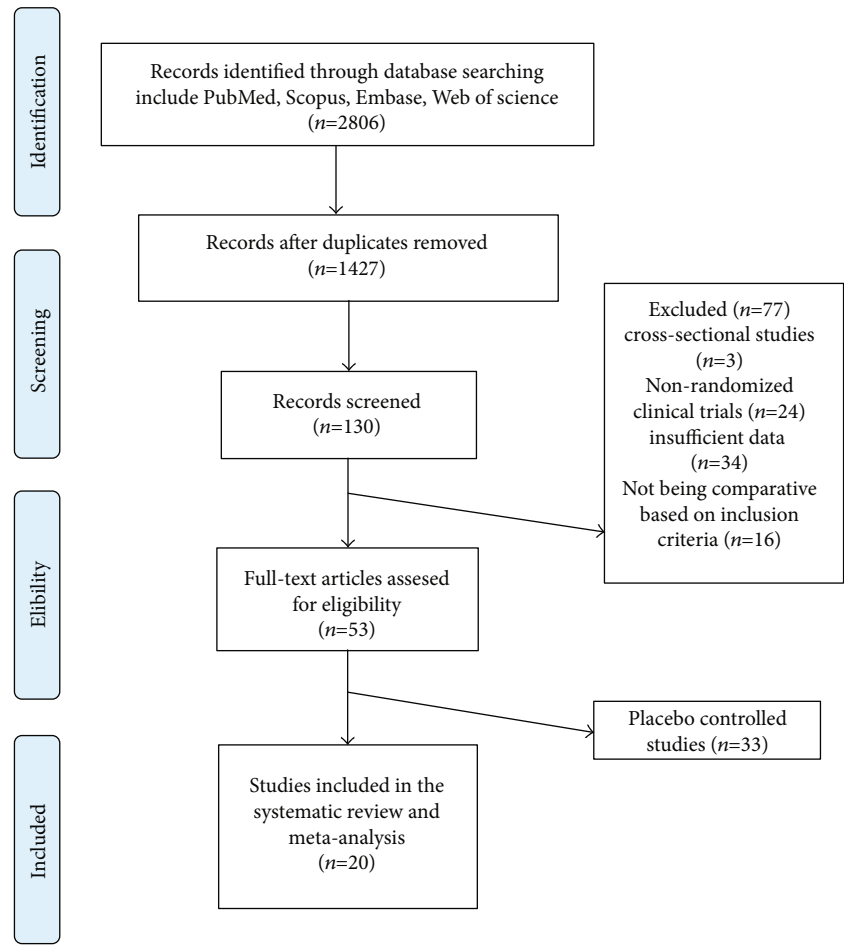 Identification
Records identified through database searching
include PubMed, Scopus, Embase, Web of science
(n=2806)
Records after duplicates removed
(n=1427)
Screening
Records screened
(n=130)
Excluded (n=77)
cross-sectional studies
(n=3)
Non-randomized
clinical trials (n=24)
insufficient data
(n=34)
Not being comparative
based on inclusion
criteria (n=16)
Elibility
Full-text articles assesed
for eligibility
(n=53)
Placebo controlled
studies (n=33)
Included
Studies included in the
systematic review and
meta-analysis
(n=20)